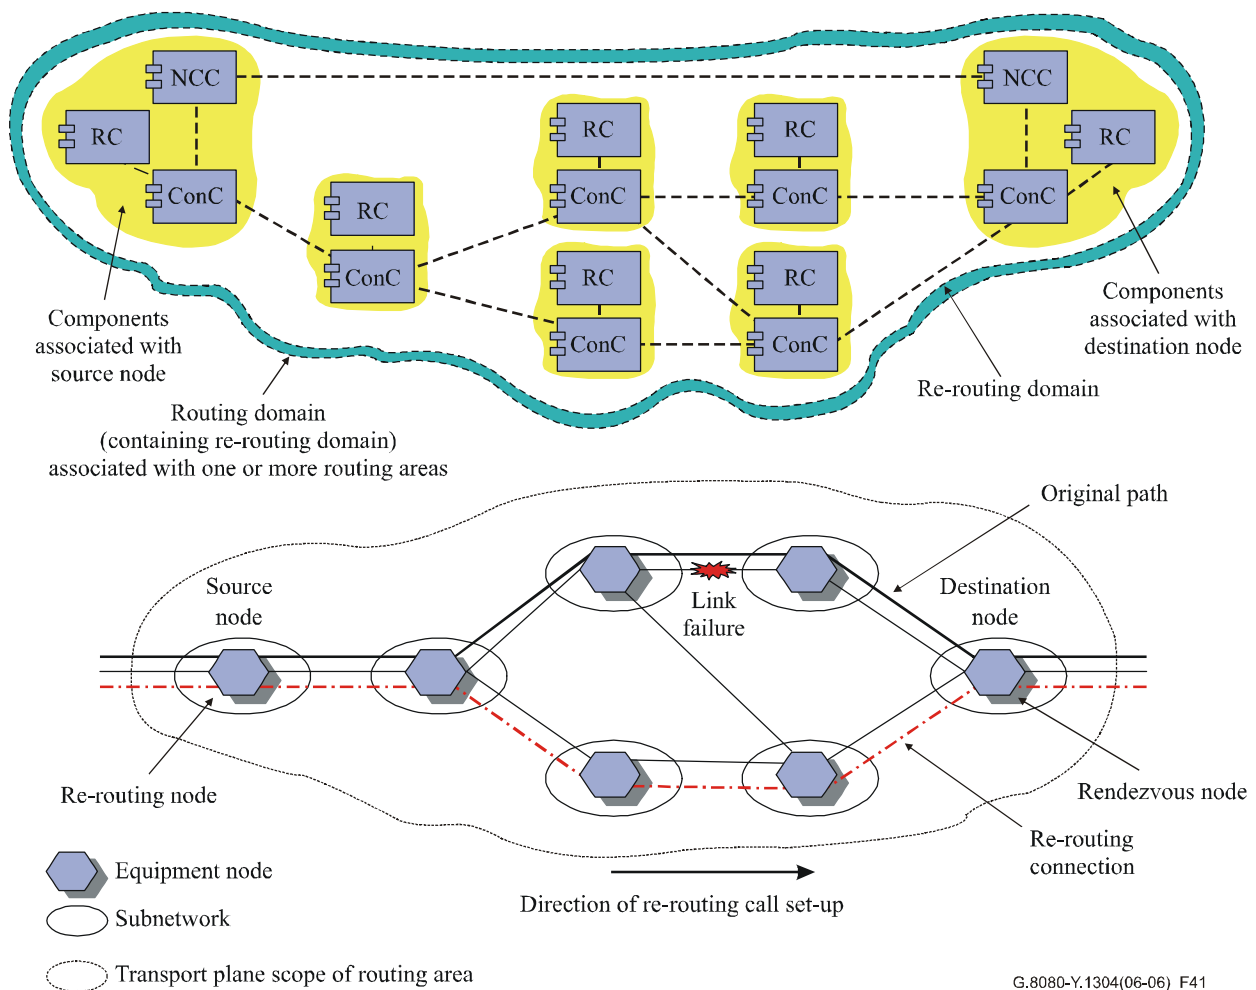 NCC
NCC
RC
RC
RC
RC
ConC
ConC
ConC
ConC
RC
ConC
RC
RC
ConC
ConC
Components
associated with
source node
Components
associated with
destination node
Re-routing domain
Routing domain
(containing re-routing domain)
associated with one or more routing areas
Original path
Source
node
Link
failure
Destination
node
Re-routing node
Rendezvous node
Re-routing
connection
Equipment node
Direction of re-routing call set-up
Subnetwork
Transport plane scope of routing area
G.8080-Y.1304(06-06) F41